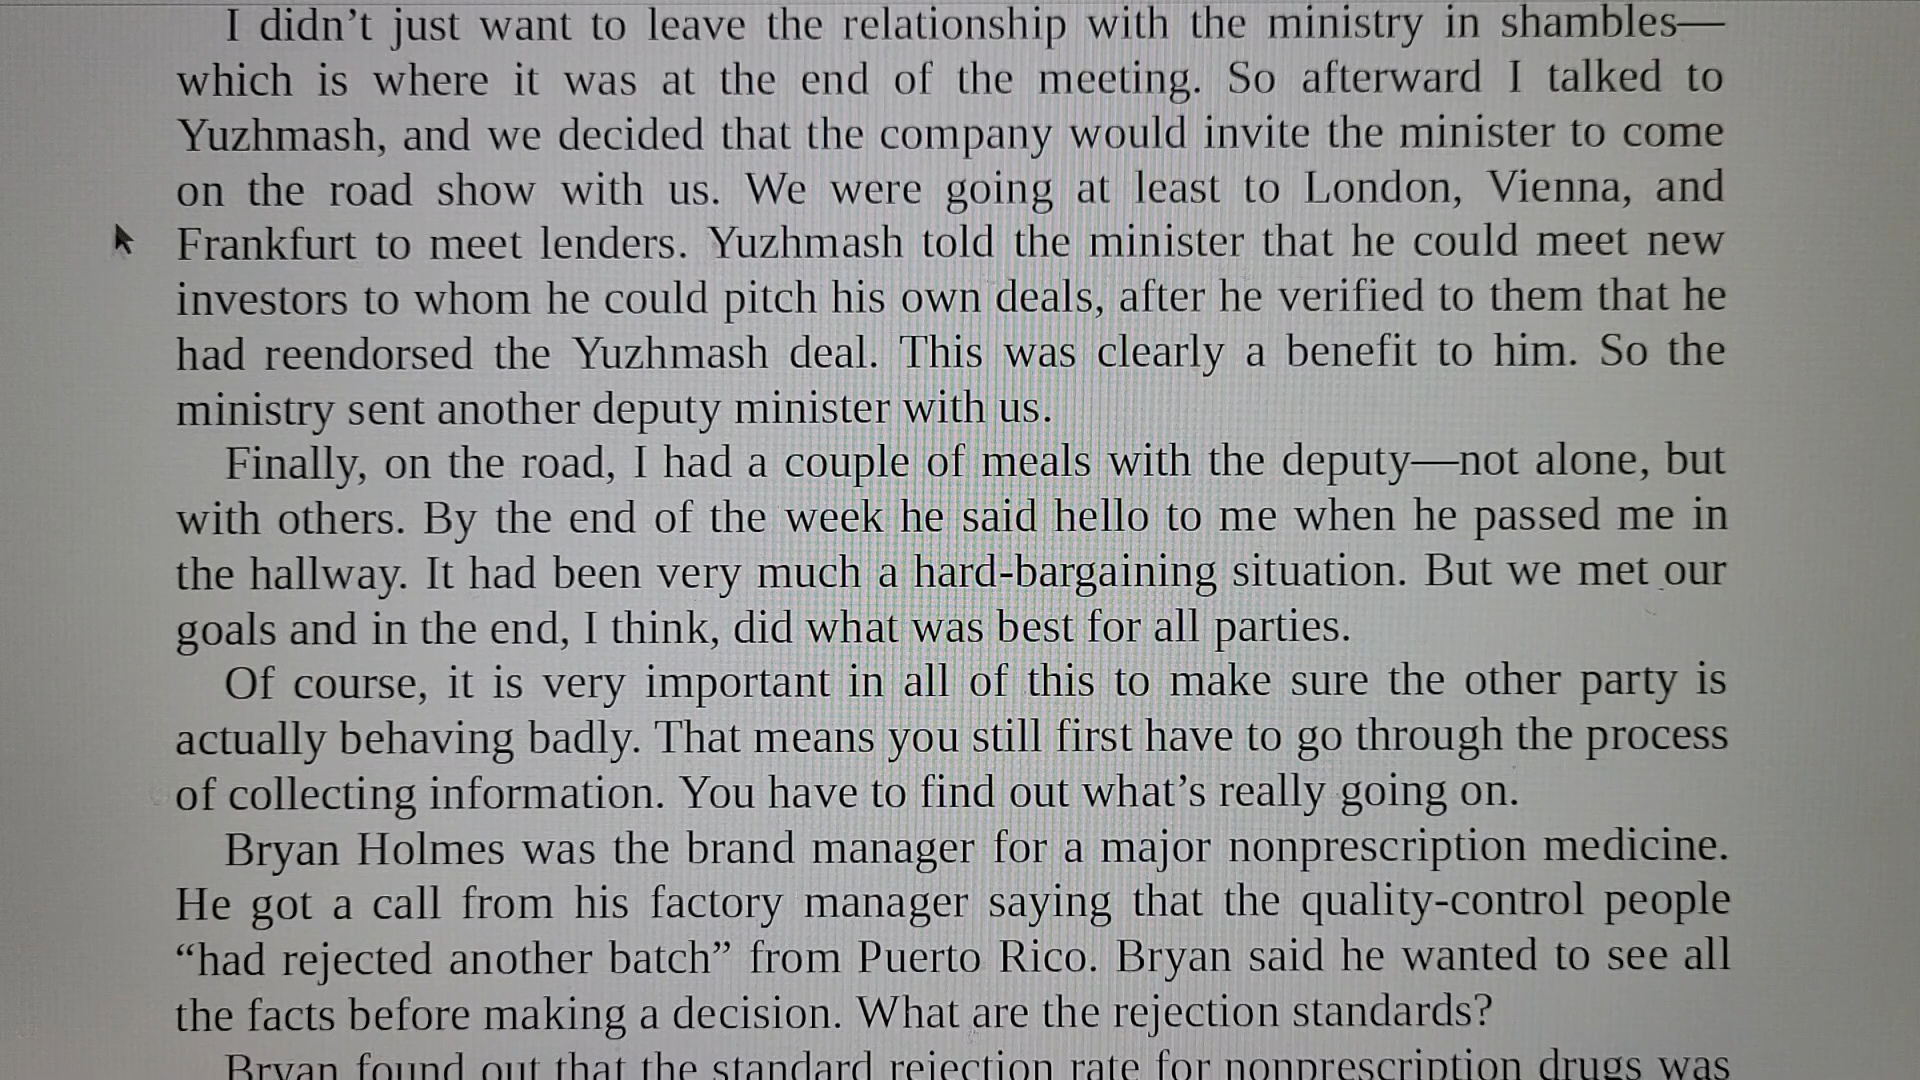 I didn’t just want to leave the relationship with the ministry in shambles—
which is where it was at the end of the meeting. So afterward I talked to
Yuzhmash, and we decided that the company would invite the minister to come
on the road show with us. We were going at least to London, Vienna, and
Frankfurt to meet lenders. Yuzhmash told the minister that he could meet new
investors to whom he could pitch his own deals, after he verified to them that he
had reendorsed the Yuzhmash deal. This was clearly a benefit to him. So the
ministry sent another deputy minister with us.
Finally, on the road, I had a couple of meals with the deputy—not alone, but
with others. By the end of the week he said hello to me when he passed me in
the hallway. It had been very much a hard-bargaining situation. But we met our
goals and in the end, I think, did what was best for all parties.
Of course, it is very important in all of this to make sure the other party is
actually behaving badly. That means you still first have to go through the process
of collecting information. You have to find out what’s really going on.
Bryan Holmes was the brand manager for a major nonprescription medicine.
He got a call from his factory manager saying that the quality-control people
“had rejected another batch” from Puerto Rico. Bryan said he wanted to see all
the facts before making a decision. What are the rejection standards?
Bryan found out that the standard rejection rate for nonprescription drugs was